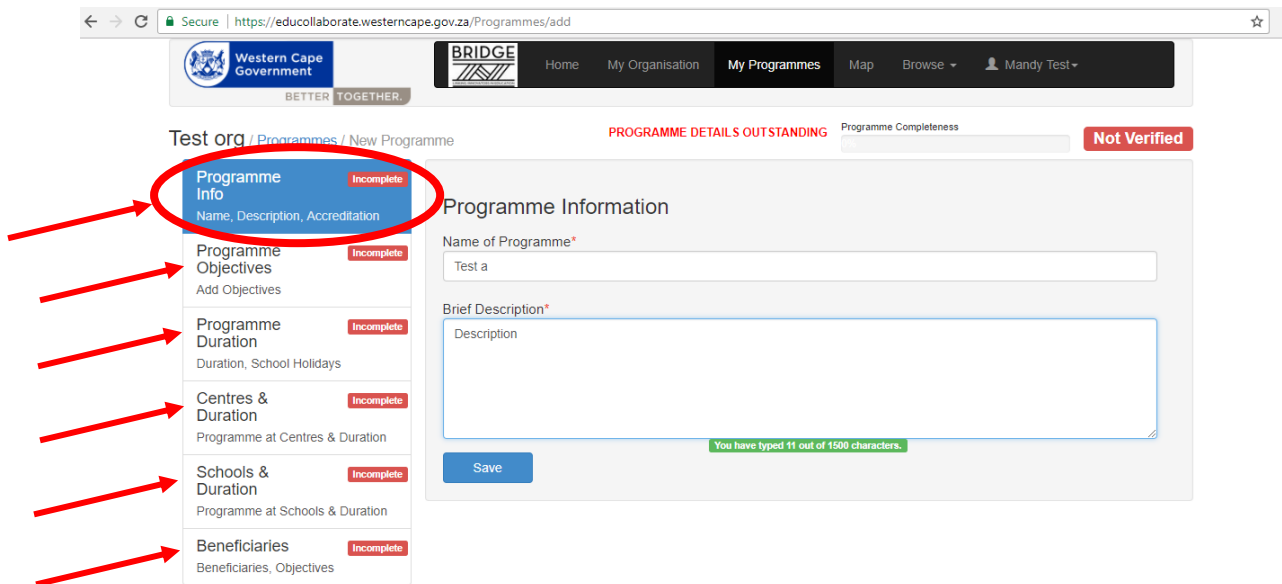 Secure | https://educollaborate.westerncape.gov.za/Programmes/add
Western Cape
Government
BETTER TOGETHER.
BRIDGE
Home My Organisation My Programmes Map Browse Mandy Test
Test org / Programmes / New Programme
PROGRAMME DETAILS OUTSTANDING
Programme Completeness
Not Verified
Programme
Info
Incomplete
Name, Description, Accreditation
Programme
Objectives
Incomplete
Add Objectives
Programme
Duration
Incomplete
Duration, School Holidays
Centres &
Duration
Incomplete
Programme at Centres & Duration
Schools &
Duration
Incomplete
Programme at Schools & Duration
Beneficiaries
Incomplete
Beneficiaries, Objectives
Programme Information
Name of Programme*
Test a
Brief Description*
Description
You have typed 11 out of 1500 characters.
Save